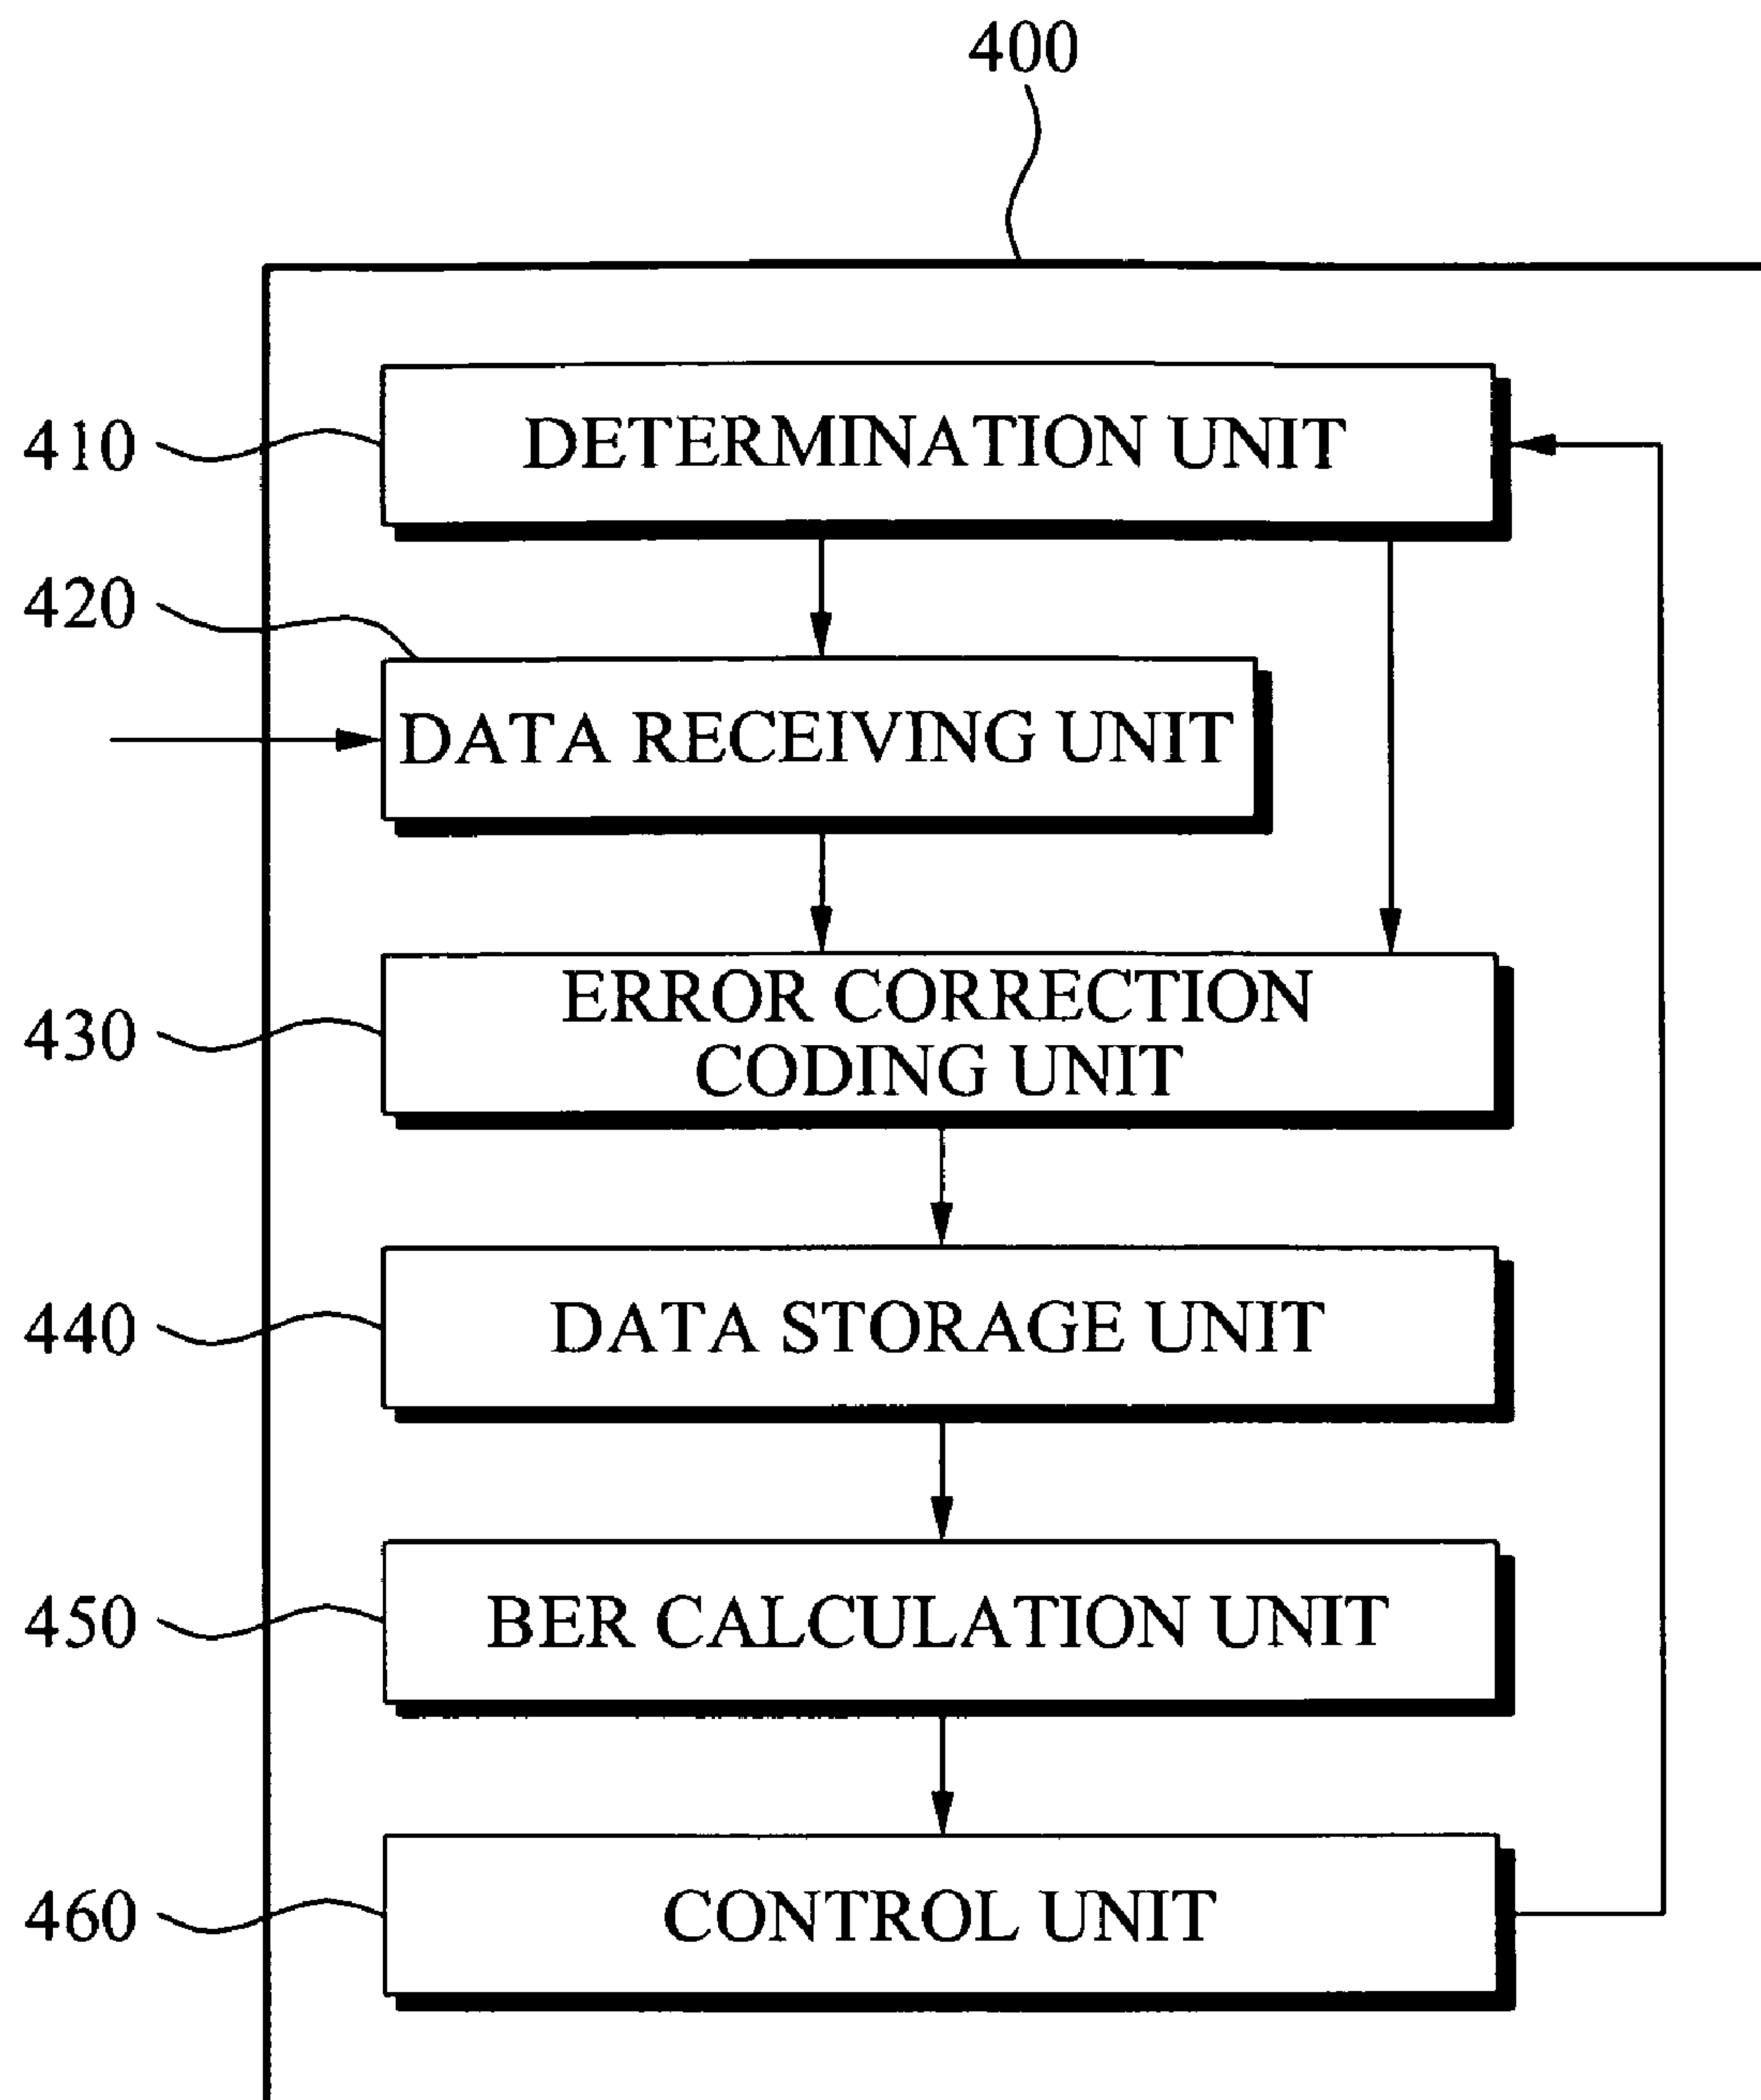 400
410
DETERMINATION UNIT
420
DATA RECEIVING UNIT
430
ERROR CORRECTION
CODING UNIT
440
DATA STORAGE UNIT
450
BER CALCULATION UNIT
460
CONTROL UNIT